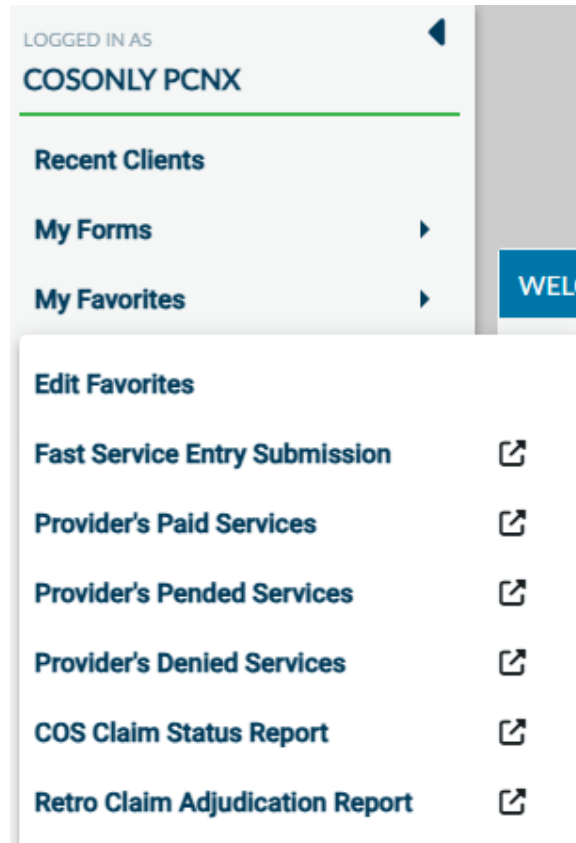 LOGGED IN AS
COSONLY PCNX
Recent Clients
My Forms
My Favorites
Edit Favorites
Fast Service Entry Submission
Provider's Paid Services
Provider's Pended Services
Provider's Denied Services
COS Claim Status Report
Retro Claim Adjudication Report